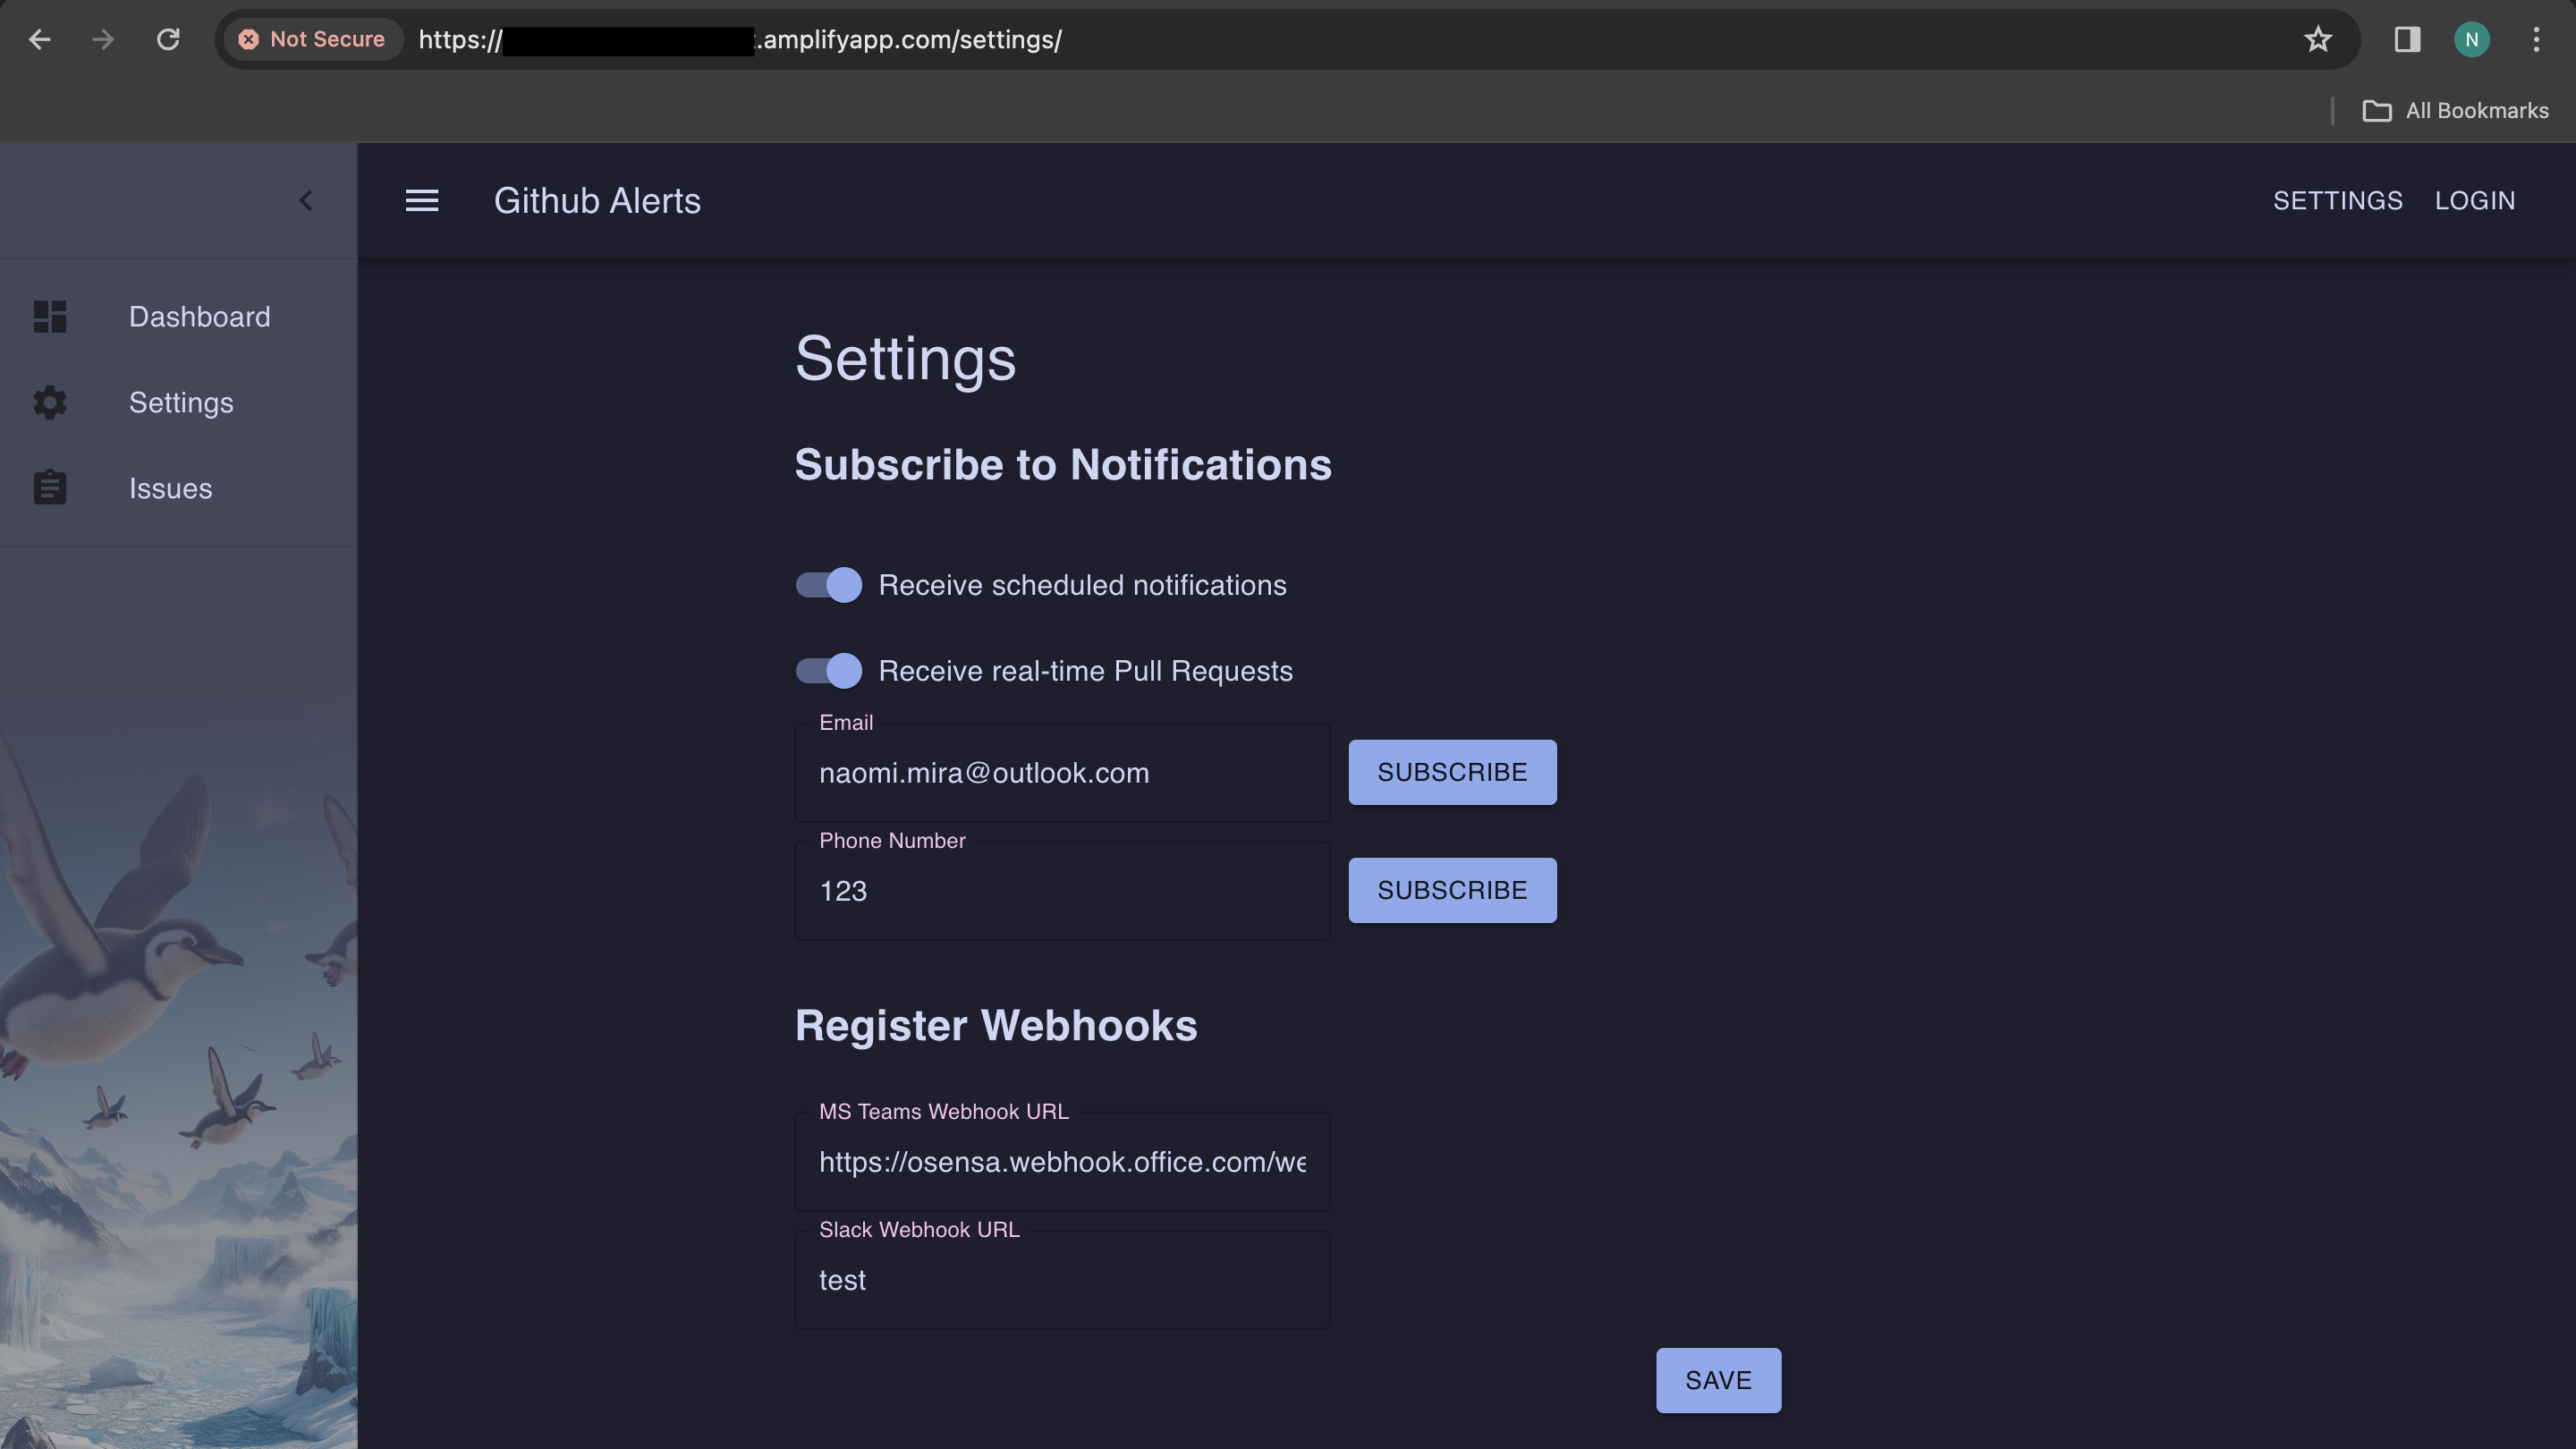 Not Secure https:// .amplifyapp.com/settings/ N
All Bookmarks
Github Alerts SETTINGS LOGIN
Dashboard
Settings
Issues
Settings
Subscribe to Notifications
Receive scheduled notifications
Receive real-time Pull Requests
Email
naomi.mira@outlook.com SUBSCRIBE
Phone Number
123 SUBSCRIBE
Register Webhooks
MS Teams Webhook URL
https://osensa.webhook.office.com/we
Slack Webhook URL
test
SAVE